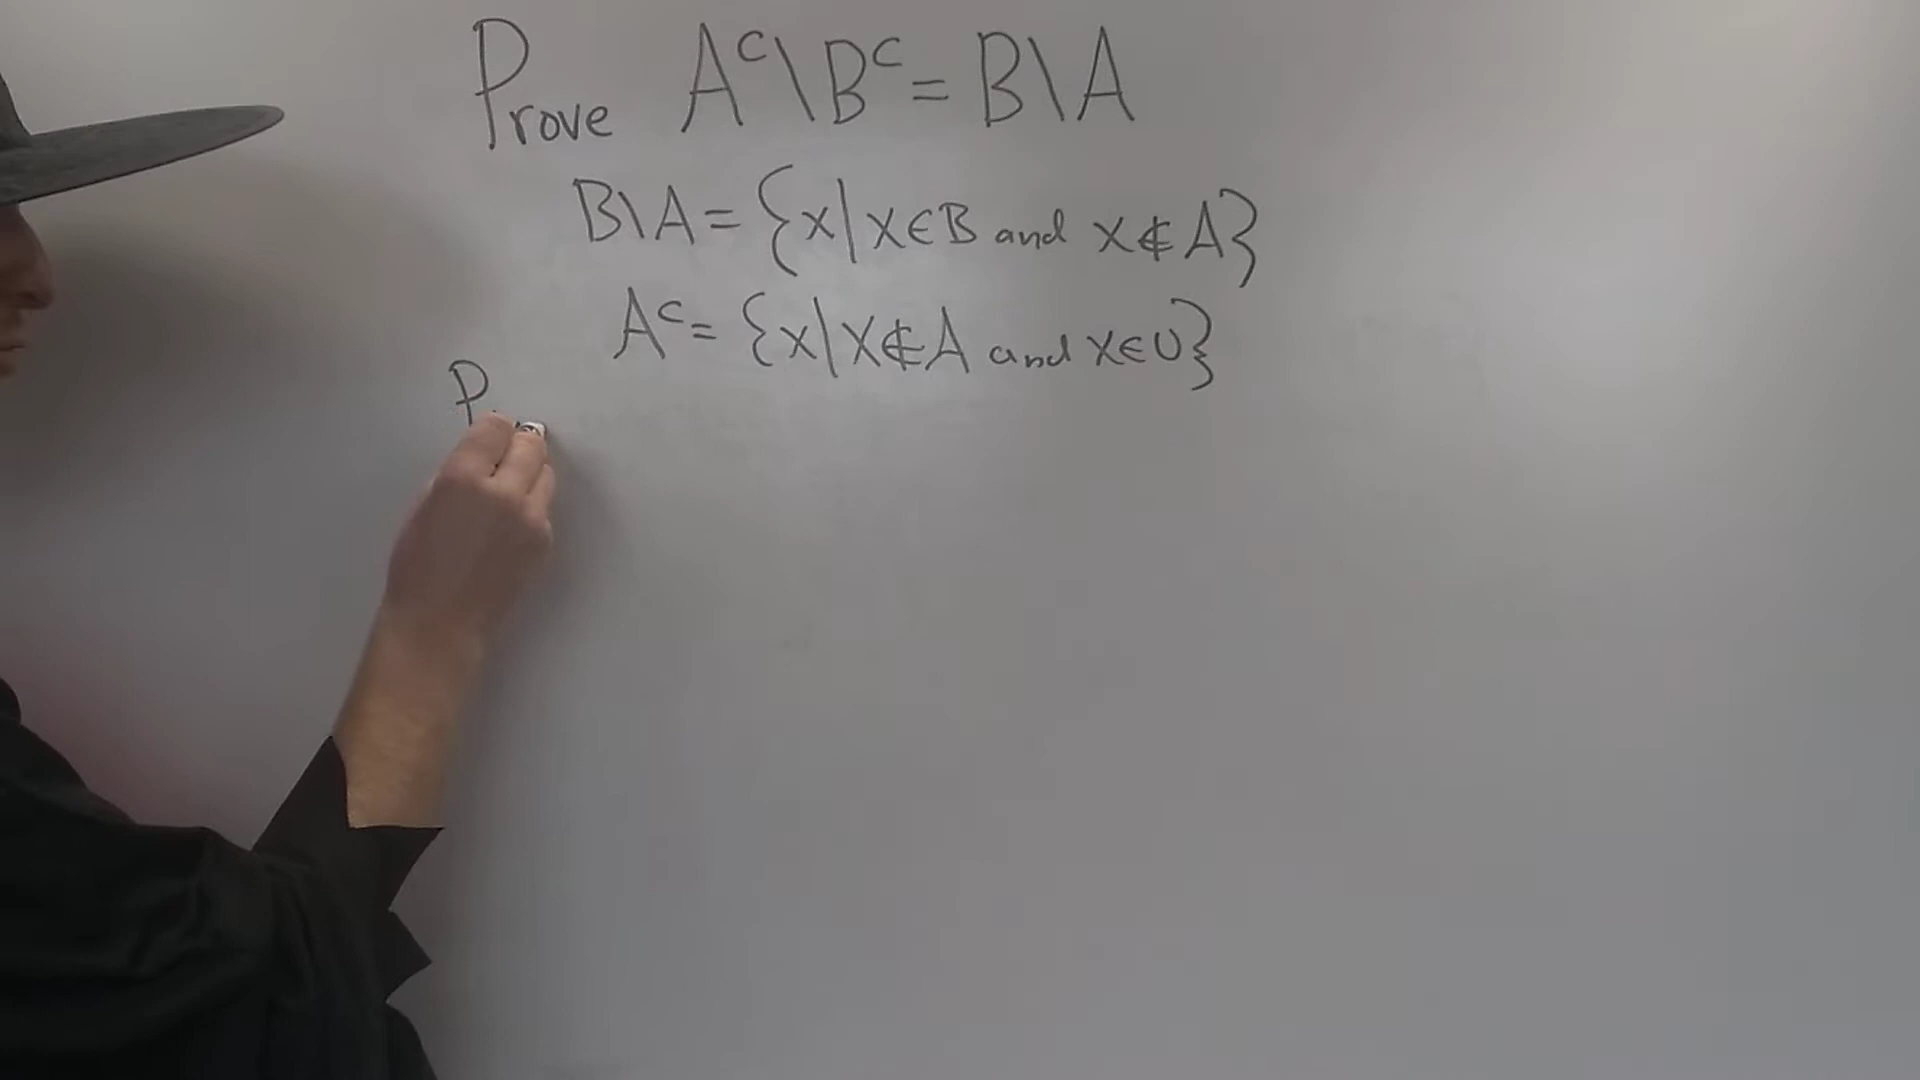 Prove A^c\B^c = B\A
B\A = {x|x∈B and x∉A}
A^c = {x|x∉A and x∈U}
P